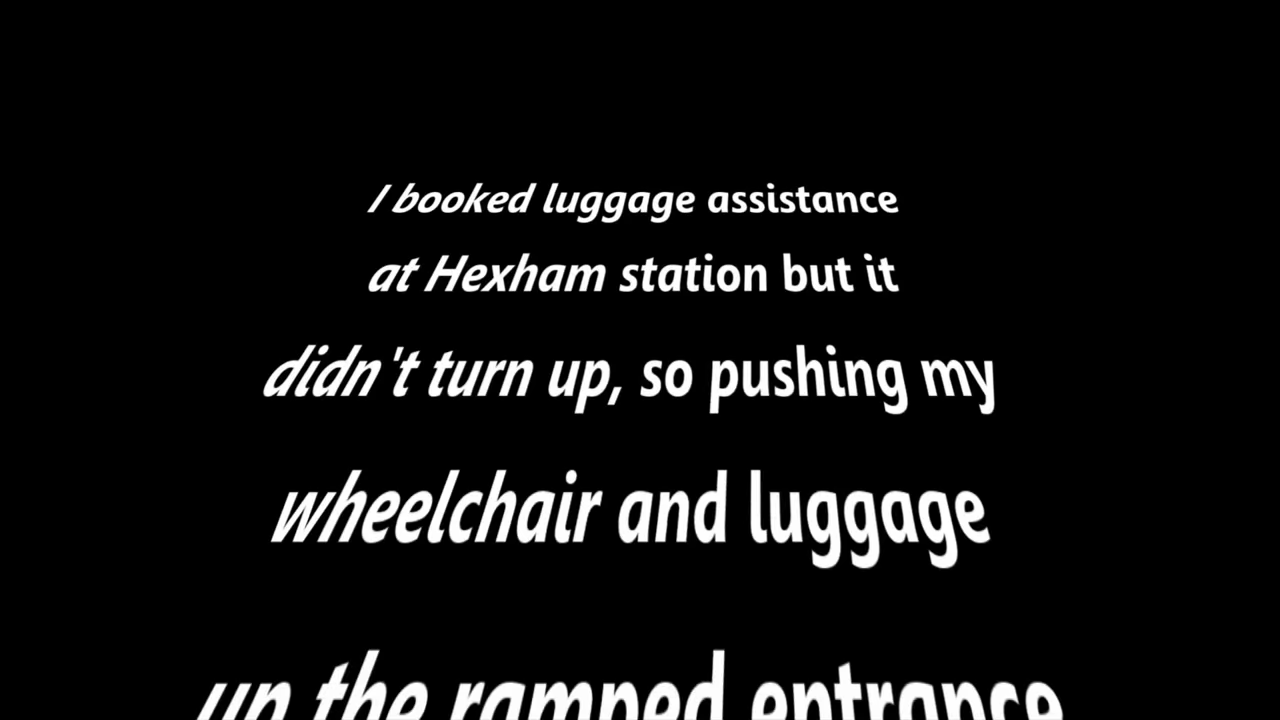 I booked luggage assistance
at Hexham station but it
didn't turn up, so pushing my
wheelchair and luggage
up the ramped entrance